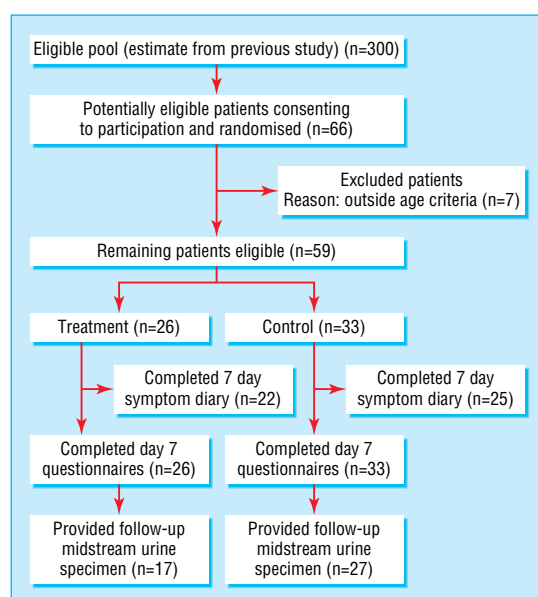 Eligible pool (estimate from previous study) (n=300)
Potentially eligible patients consenting
to participation and randomised (n=66)
Excluded patients
Reason: outside age criteria (n=7)
Remaining patients eligible (n=59)
Treatment (n=26)
Control (n=33)
Completed 7 day
symptom diary (n=22)
Completed 7 day
symptom diary (n=25)
Completed day 7
questionnaires (n=26)
Completed day 7
questionnaires (n=33)
Provided follow-up
midstream urine
specimen (n=17)
Provided follow-up
midstream urine
specimen (n=27)